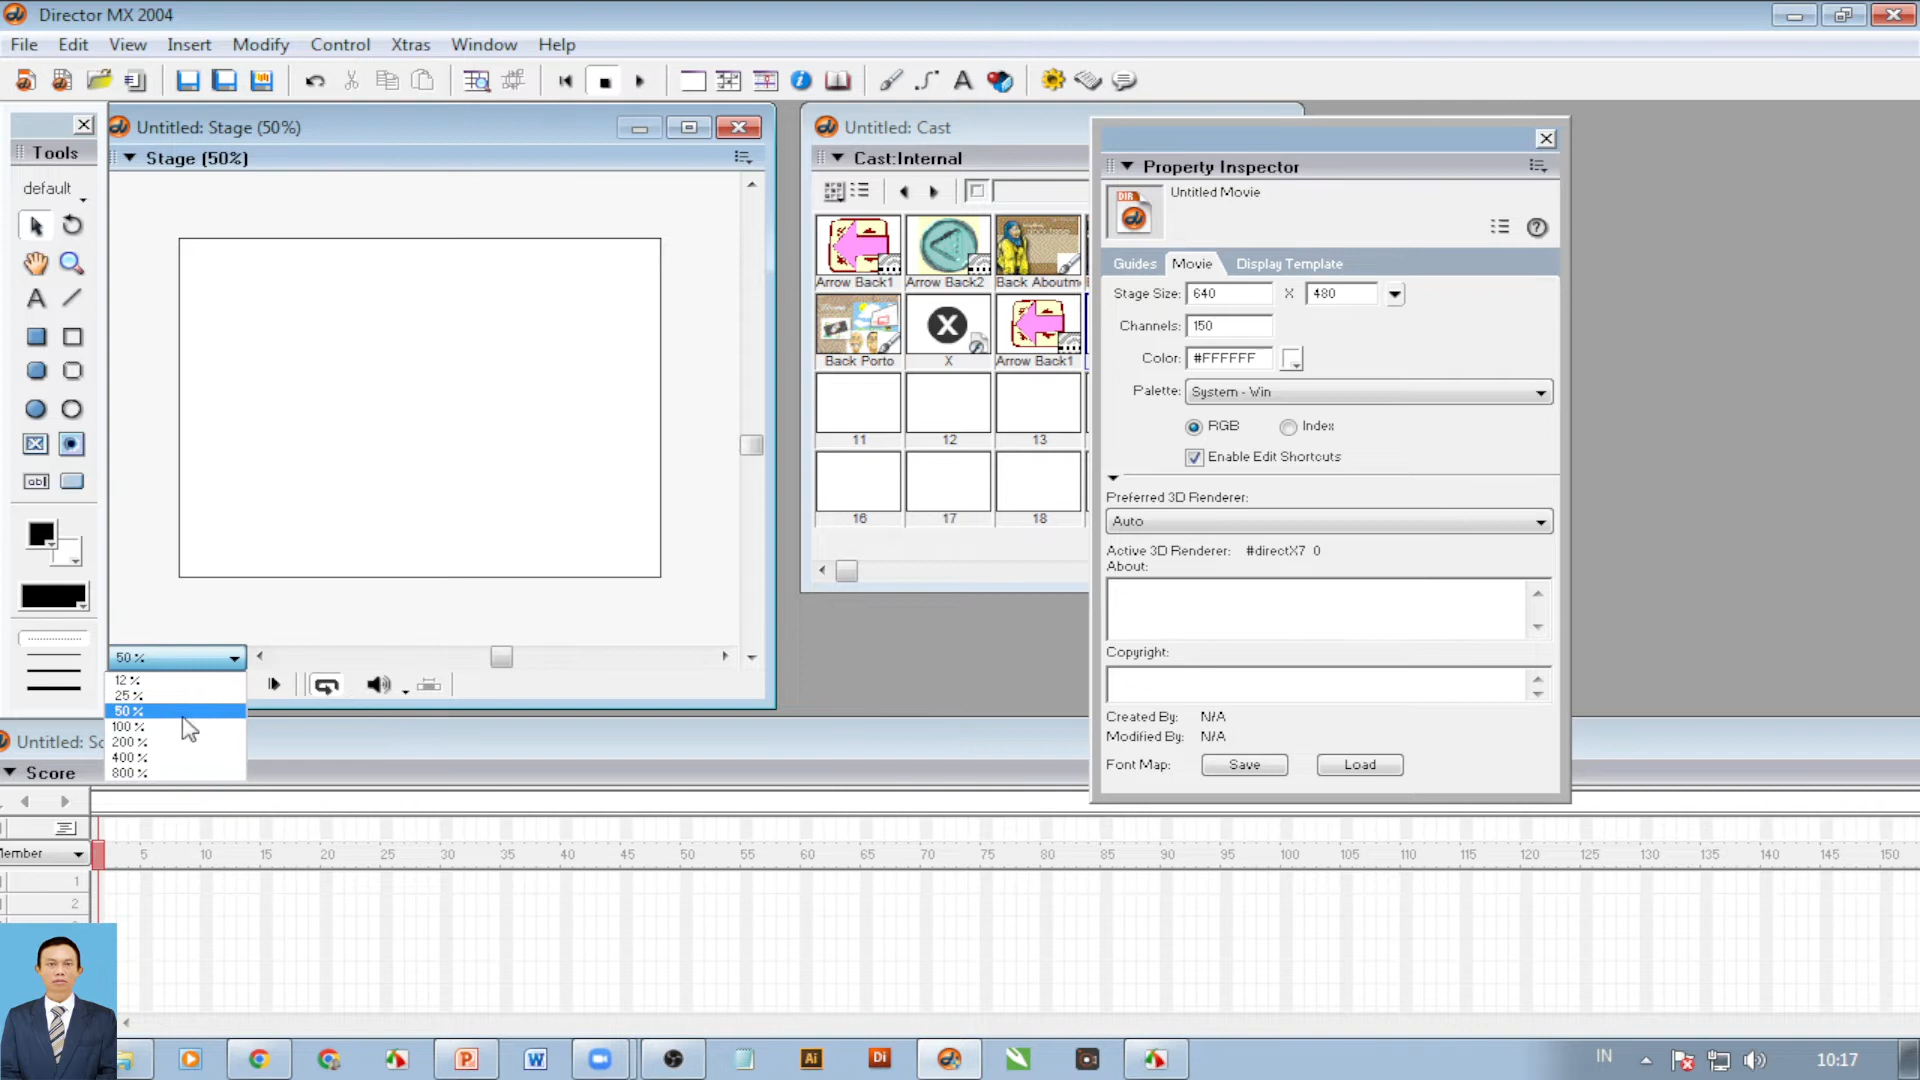 Director MX 2004
File Edit View Insert Modify Control Xtras Window Help
Tools
default
Untitled: Stage (50%)
Stage (50%)
50 %
12 %
25 %
50 %
100 %
200 %
400 %
800 %
Untitled: Cast
Cast:Internal
Arrow Back1 Arrow Back2 Back Aboutm
Back Porto X Arrow Back1
11 12 13
16 17 18
Property Inspector
DIR
Untitled Movie
Guides Movie Display Template
Stage Size: 640 X 480
Channels: 150
Color: #FFFFFF
Palette: System - Win
RGB Index
Enable Edit Shortcuts
Preferred 3D Renderer:
Auto
Active 3D Renderer: #directX7 0
About:
Copyright:
Created By: N/A
Modified By: N/A
Font Map: Save Load
Untitled: Sc
Score
Member
5 10 15 20 25 30 35 40 45 50 55 60 65 70 75 80 85 90 95 100 105 110 115 120 125 130 135 140 145 150
1
2
Ai Di
IN 10:17